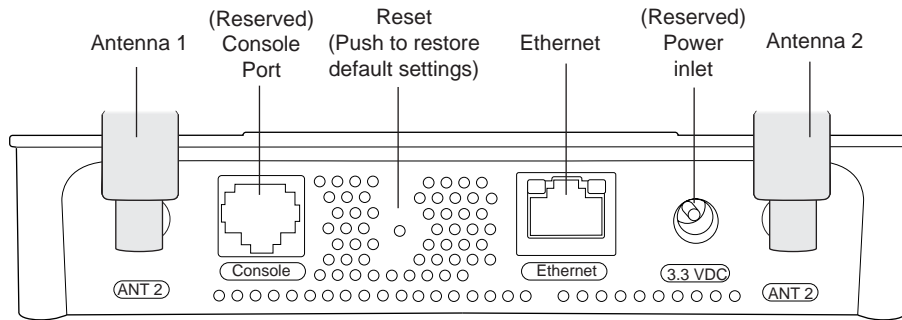 Antenna 1
(Reserved)
Console
Port
Reset
(Push to restore
default settings)
Ethernet
(Reserved)
Power
inlet
Antenna 2
ANT 2
Console
Ethernet
3.3 VDC
ANT 2